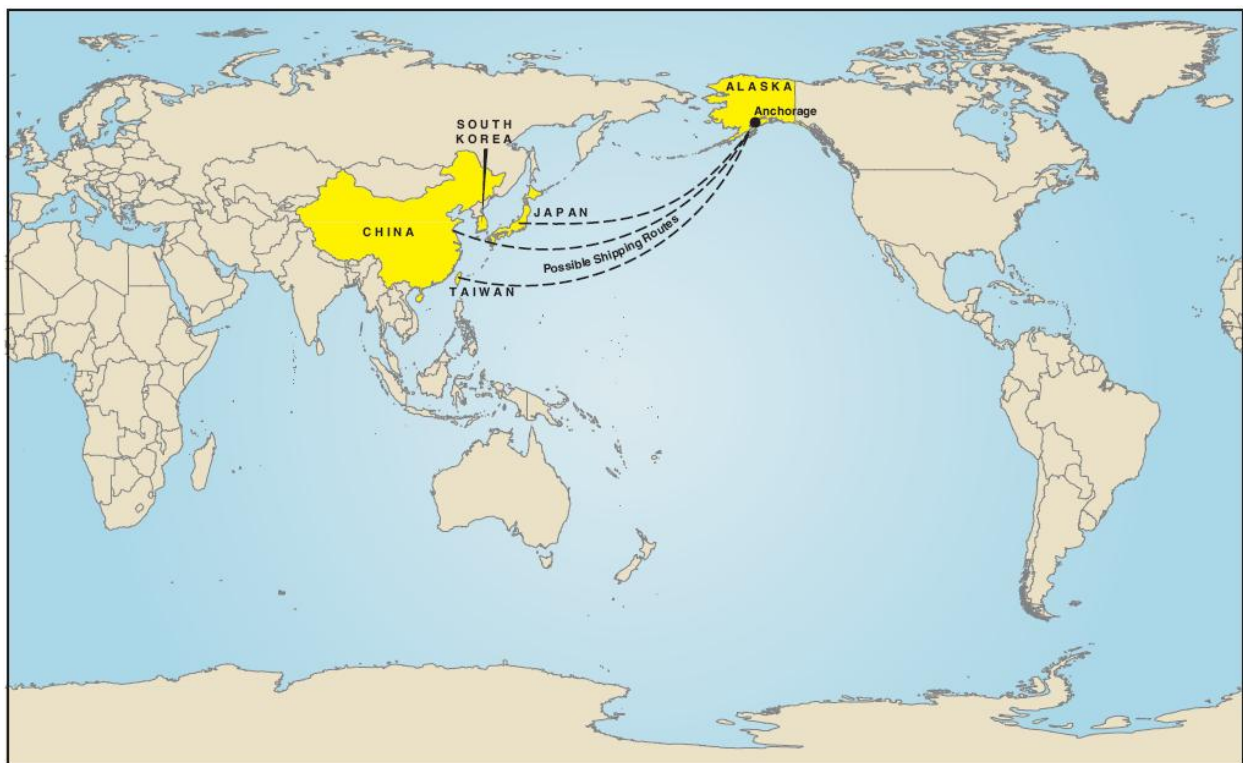 ALASKA
Anchorage
SOUTH
KOREA
JAPAN
CHINA
Possible Shipping Routes
TAIWAN